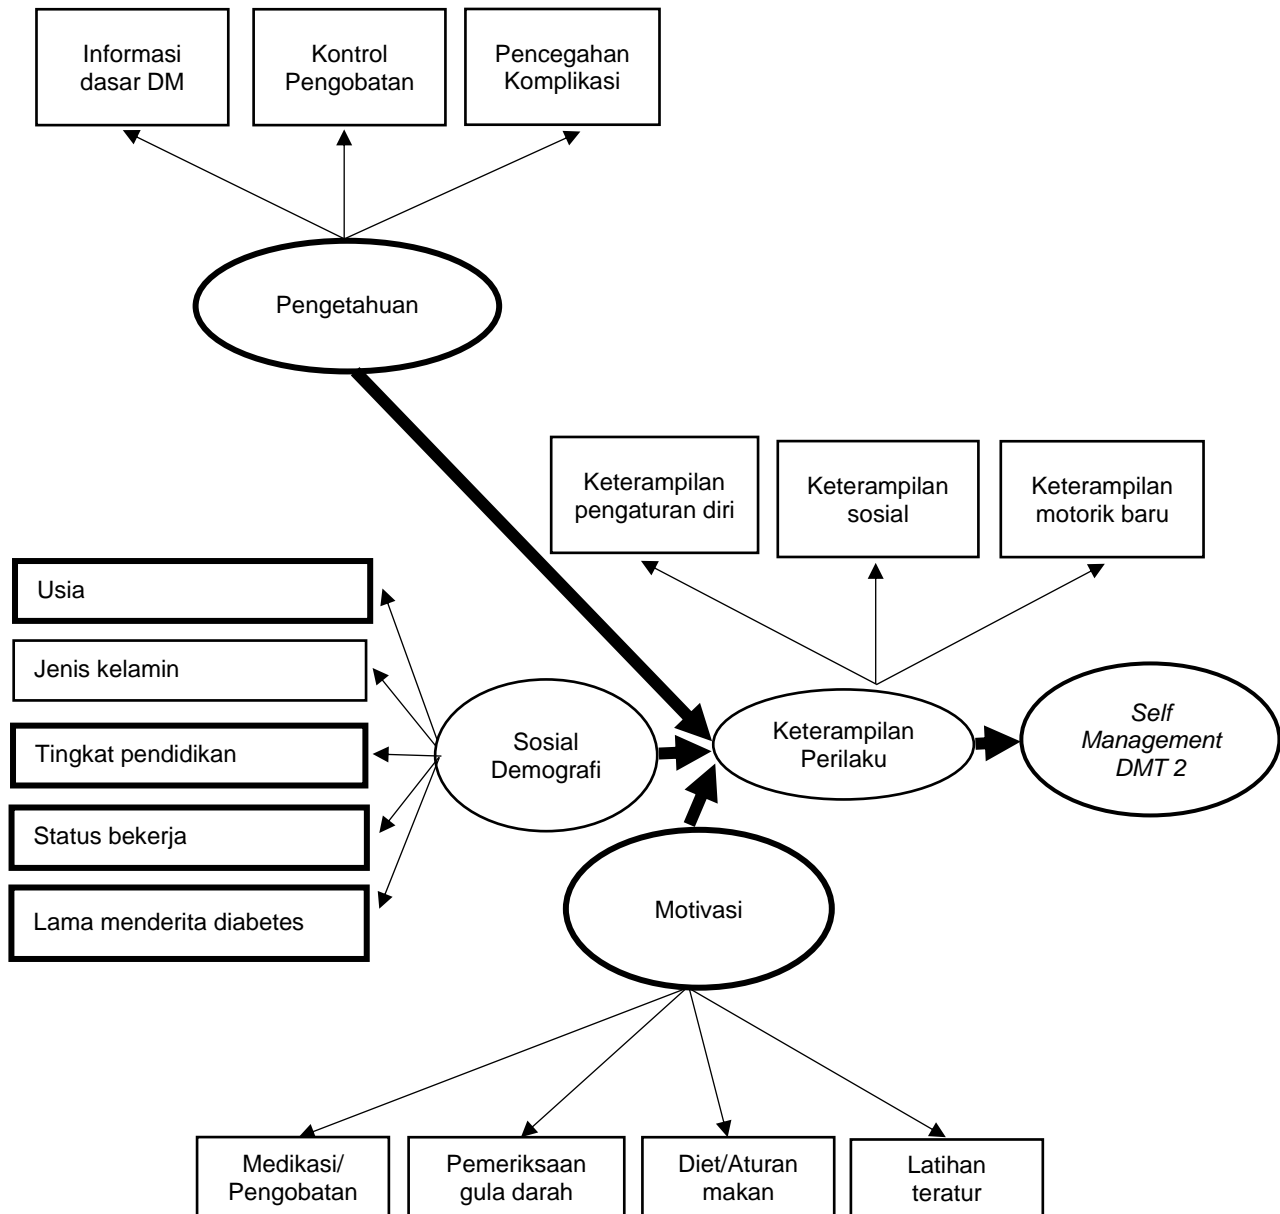 Informasi
dasar DM
Kontrol
Pengobatan
Pencegahan
Komplikasi
Pengetahuan
Keterampilan
pengaturan diri
Keterampilan
sosial
Keterampilan
motorik baru
Usia
Jenis kelamin
Tingkat pendidikan
Status bekerja
Lama menderita diabetes
Sosial
Demografi
Keterampilan
Perilaku
Self
Management
DMT 2
Motivasi
Medikasi/
Pengobatan
Pemeriksaan
gula darah
Diet/Aturan
makan
Latihan
teratur